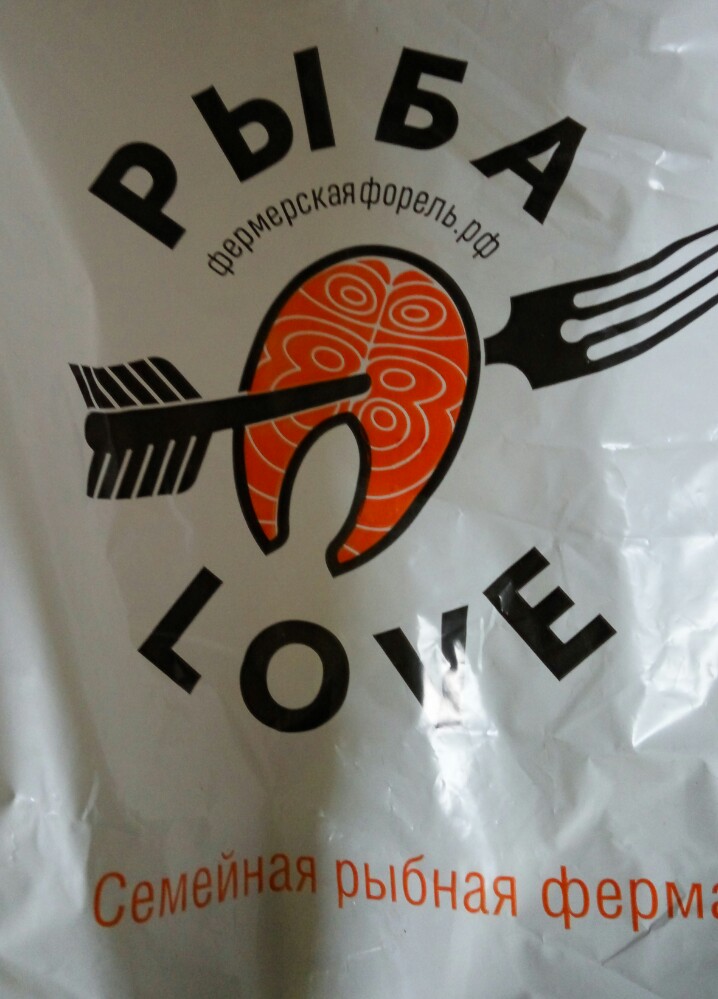 РЫБА
фермерскаяфорель.рф
LOVE
Семейная рыбная ферма